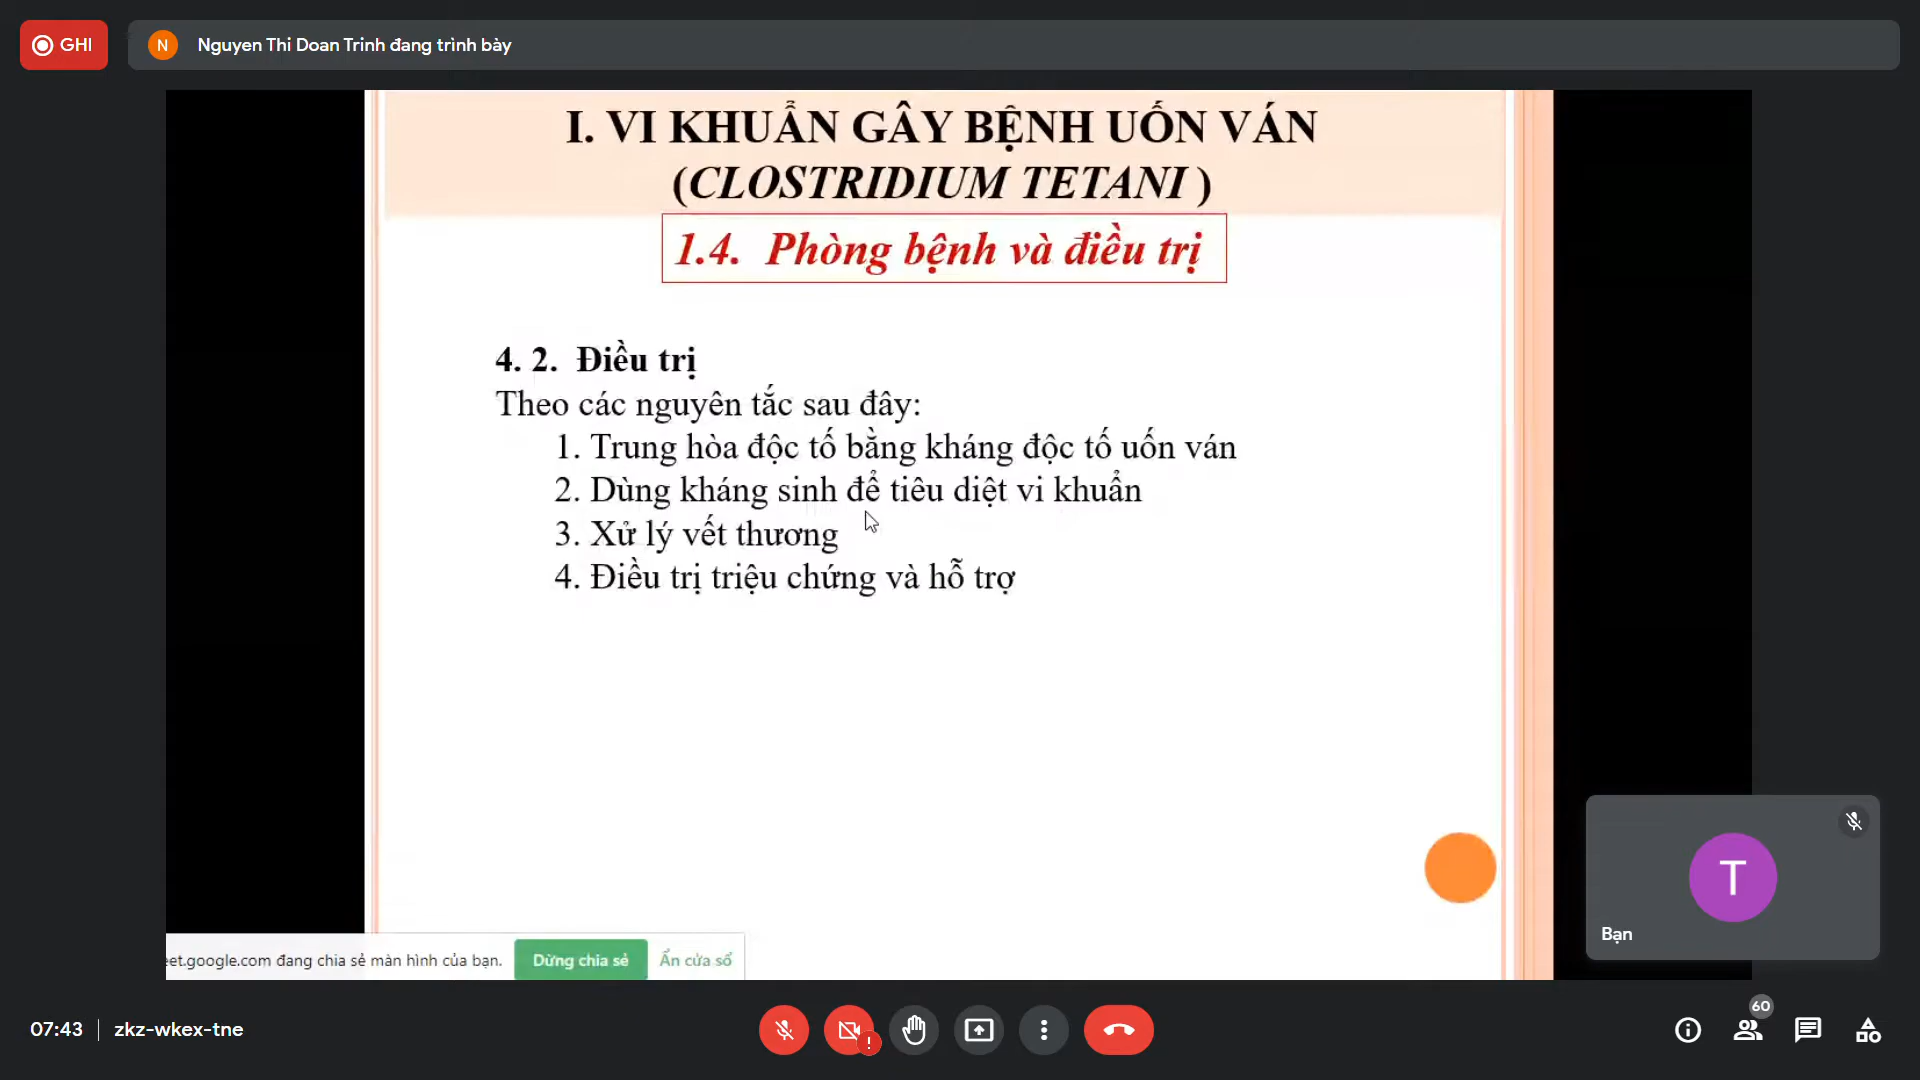 GHI
N
Nguyen Thi Doan Trinh đang trình bày
I. VI KHUẨN GÂY BỆNH UỐN VÁN
(CLOSTRIDIUM TETANI )
1.4. Phòng bệnh và điều trị
4. 2. Điều trị
Theo các nguyên tắc sau đây:
1. Trung hòa độc tố bằng kháng độc tố uốn ván
2. Dùng kháng sinh để tiêu diệt vi khuẩn
3. Xử lý vết thương
4. Điều trị triệu chứng và hỗ trợ
T
Bạn
eet.google.com đang chia sẻ màn hình của bạn.
Dừng chia sẻ
Ẩn cửa sổ
07:43
zkz-wkex-tne
!
60